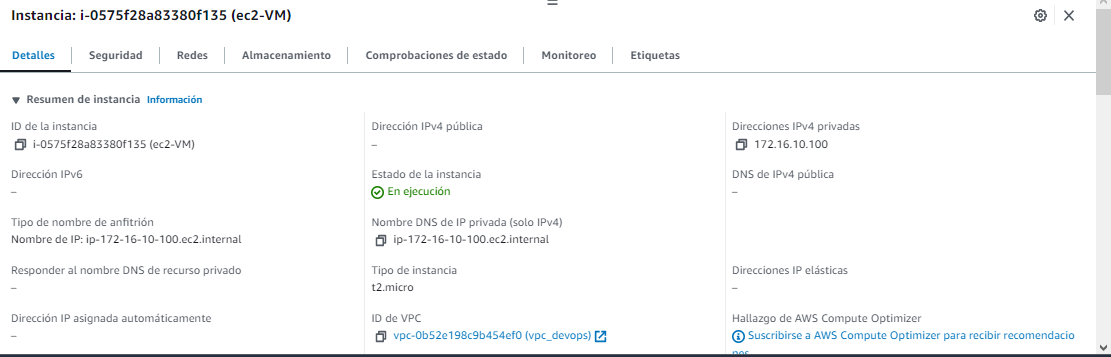 Instancia: i-0575f28a83380f135 (ec2-VM)
Detalles
Seguridad
Redes
Almacenamiento
Comprobaciones de estado
Monitoreo
Etiquetas
Resumen de instancia Información
ID de la instancia
i-0575f28a83380f135 (ec2-VM)
Dirección IPv4 pública
–
Direcciones IPv4 privadas
172.16.10.100
Dirección IPv6
–
Estado de la instancia
En ejecución
DNS de IPv4 pública
–
Tipo de nombre de anfitrión
Nombre de IP: ip-172-16-10-100.ec2.internal
Nombre DNS de IP privada (solo IPv4)
ip-172-16-10-100.ec2.internal
Responder al nombre DNS de recurso privado
–
Tipo de instancia
t2.micro
Direcciones IP elásticas
–
Dirección IP asignada automáticamente
–
ID de VPC
vpc-0b52e198c9b454ef0 (vpc_devops)
Hallazgo de AWS Compute Optimizer
Suscribirse a AWS Compute Optimizer para recibir recomendacio
nes